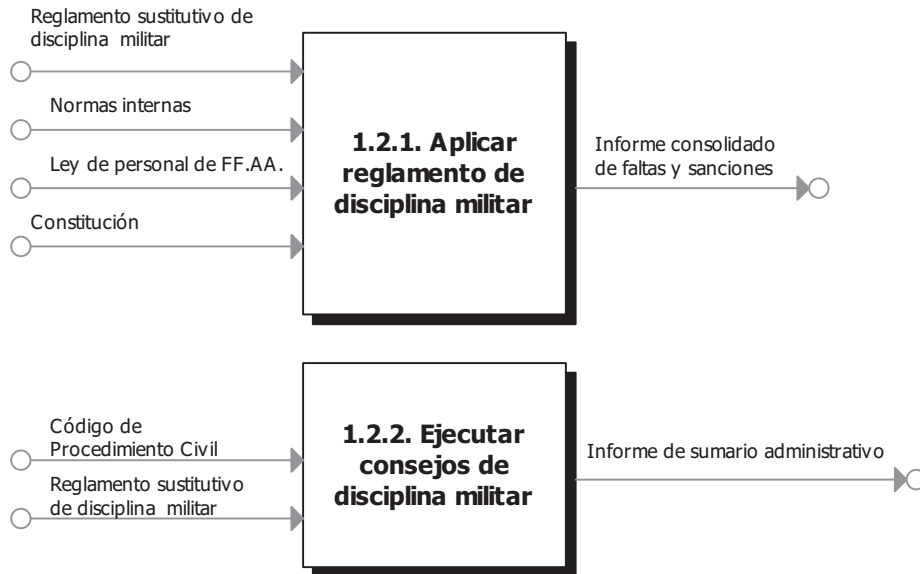 Reglamento sustitutivo de
disciplina militar
Normas internas
Ley de personal de FF.AA.
Constitución
1.2.1. Aplicar
reglamento de
disciplina militar
Informe consolidado
de faltas y sanciones
Código de
Procedimiento Civil
Reglamento sustitutivo
de disciplina militar
1.2.2. Ejecutar
consejos de
disciplina militar
Informe de sumario administrativo